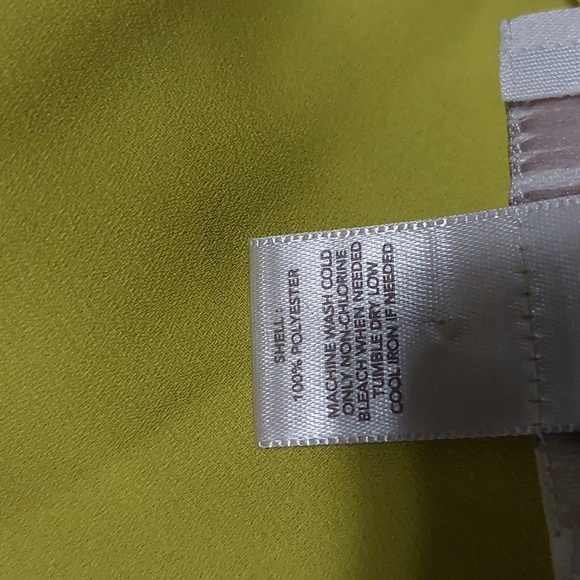 SHELL :
100% POLYESTER
MACHINE WASH COLD
ONLY NON-CHLORINE
BLEACH WHEN NEEDED
TUMBLE DRY LOW
COOL IRON IF NEEDED